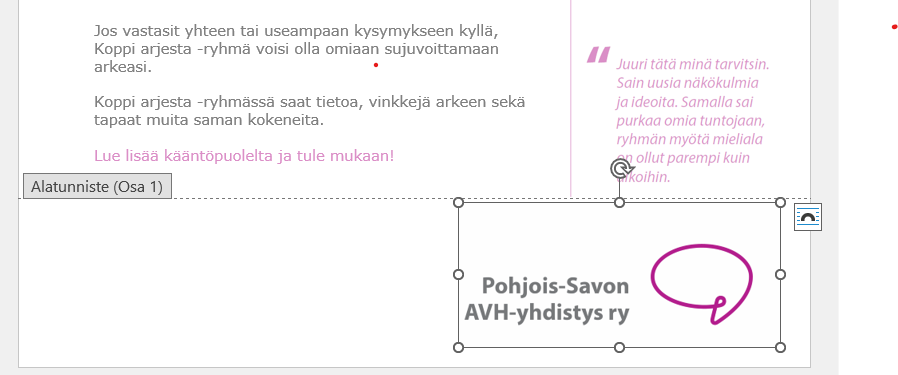 Jos vastasit yhteen tai useampaan kysymykseen kyllä,
Koppi arjesta -ryhmä voisi olla omiaan sujuvoittamaan
arkeasi.
Koppi arjesta -ryhmässä saat tietoa, vinkkejä arkeen sekä
tapaat muita saman kokeneita.
Lue lisää kääntöpuolelta ja tule mukaan!
“ Juuri tätä minä tarvitsin.
Sain uusia näkökulmia
ja ideoita. Samalla sai
purkaa omia tuntojaan,
ryhmän myötä mieliala
on ollut parempi kuin
Alatunniste (Osa 1)
Pohjois-Savon
AVH-yhdistys ry